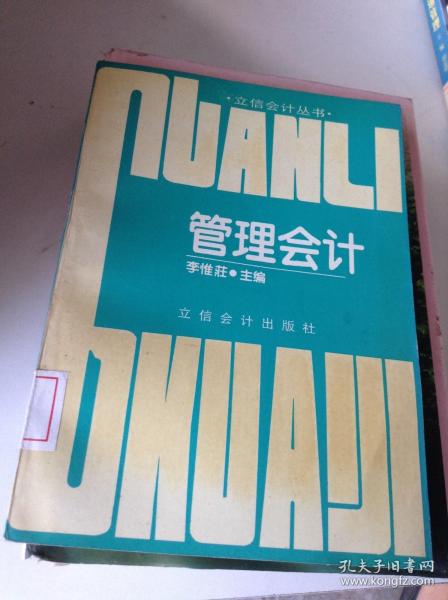 ·立信会计丛书·
GUANLI
管理会计
李惟莊·主编
立信会计出版社
KUAIJI
孔夫子旧书网
https://www.kongfz.com